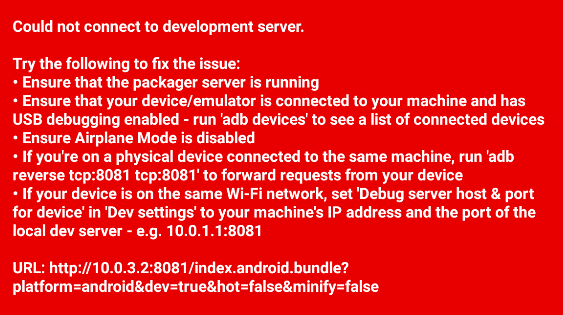 Could not connect to development server.
Try the following to fix the issue:
• Ensure that the packager server is running
• Ensure that your device/emulator is connected to your machine and has
USB debugging enabled - run 'adb devices' to see a list of connected devices
• Ensure Airplane Mode is disabled
• If you're on a physical device connected to the same machine, run 'adb
reverse tcp:8081 tcp:8081' to forward requests from your device
• If your device is on the same Wi-Fi network, set 'Debug server host & port
for device' in 'Dev settings' to your machine's IP address and the port of the
local dev server - e.g. 10.0.1.1:8081
URL: http://10.0.3.2:8081/index.android.bundle?
platform=android&dev=true&hot=false&minify=false